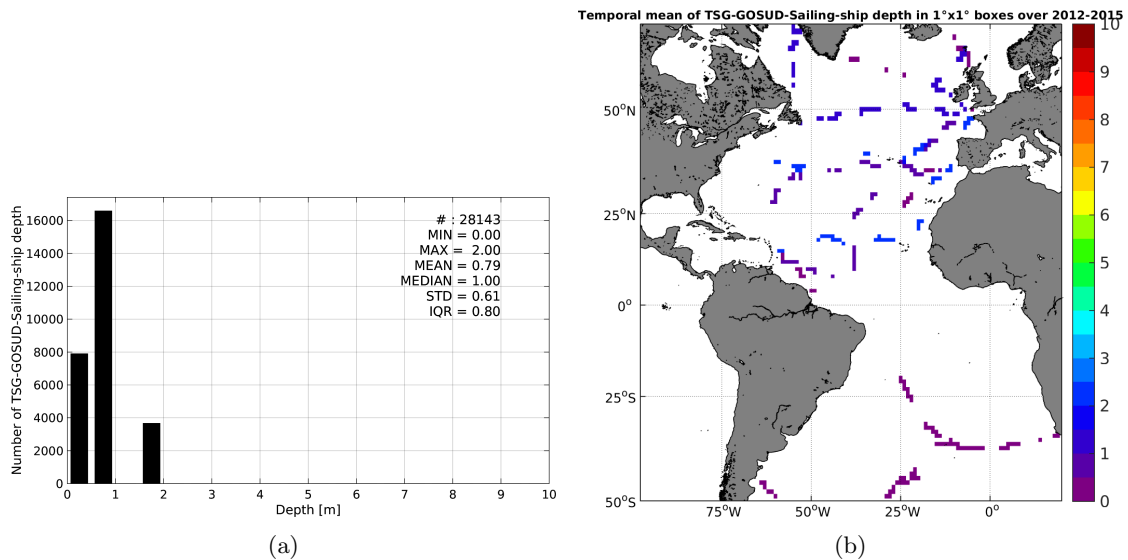 Number of TSG-GOSUD-Sailing-ship depth
16000
14000
12000
10000
8000
6000
4000
2000
0
# : 28143
MIN = 0.00
MAX = 2.00
MEAN = 0.79
MEDIAN = 1.00
STD = 0.61
IQR = 0.80
0 1 2 3 4 5 6 7 8 9 10
Depth [m]
(a)
Temporal mean of TSG-GOSUD-Sailing-ship depth in 1°x1° boxes over 2012-2015
50°N
25°N
0°
25°S
50°S
75°W 50°W 25°W 0°
10
9
8
7
6
5
4
3
2
1
0
(b)